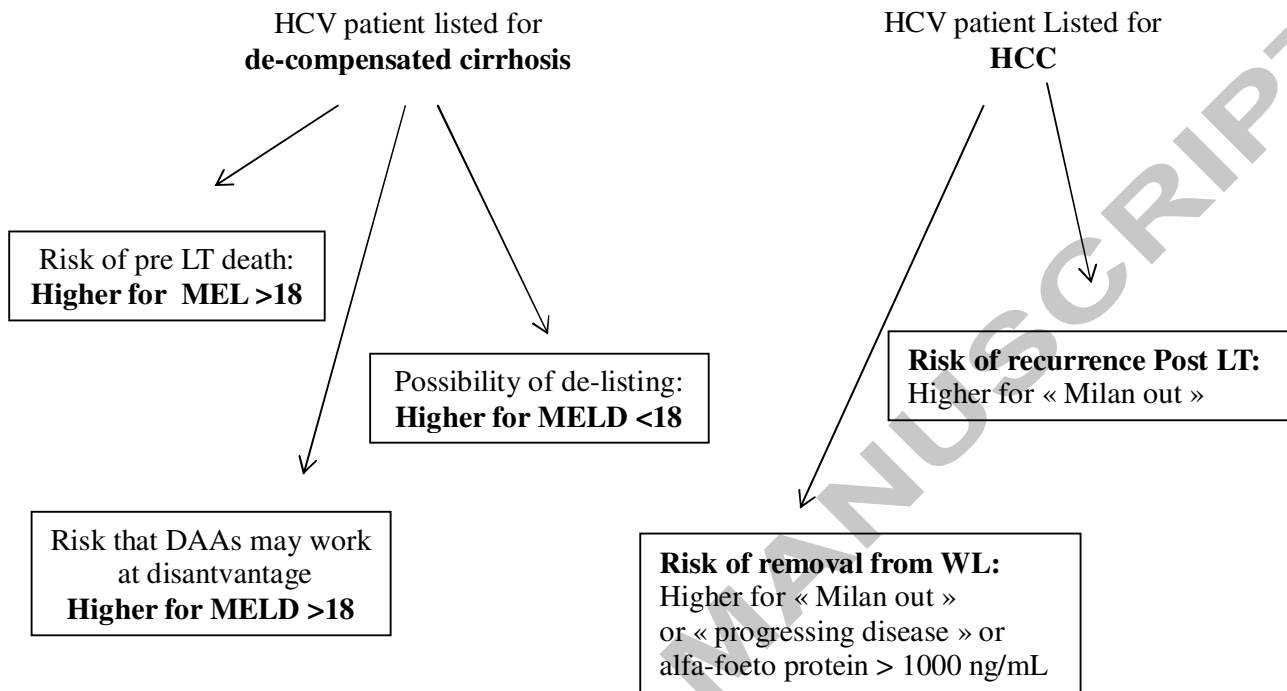 HCV patient listed for
de-compensated cirrhosis
HCV patient Listed for
HCC
Risk of pre LT death:
Higher for  MEL >18
Possibility of de-listing:
Higher for MELD <18
Risk of recurrence Post LT:
Higher for « Milan out »
Risk that DAAs may work
at disantvantage
Higher for MELD >18
Risk of removal from WL:
Higher for « Milan out »
or « progressing disease » or
alfa-foeto protein > 1000 ng/mL
MANUSCRIPT